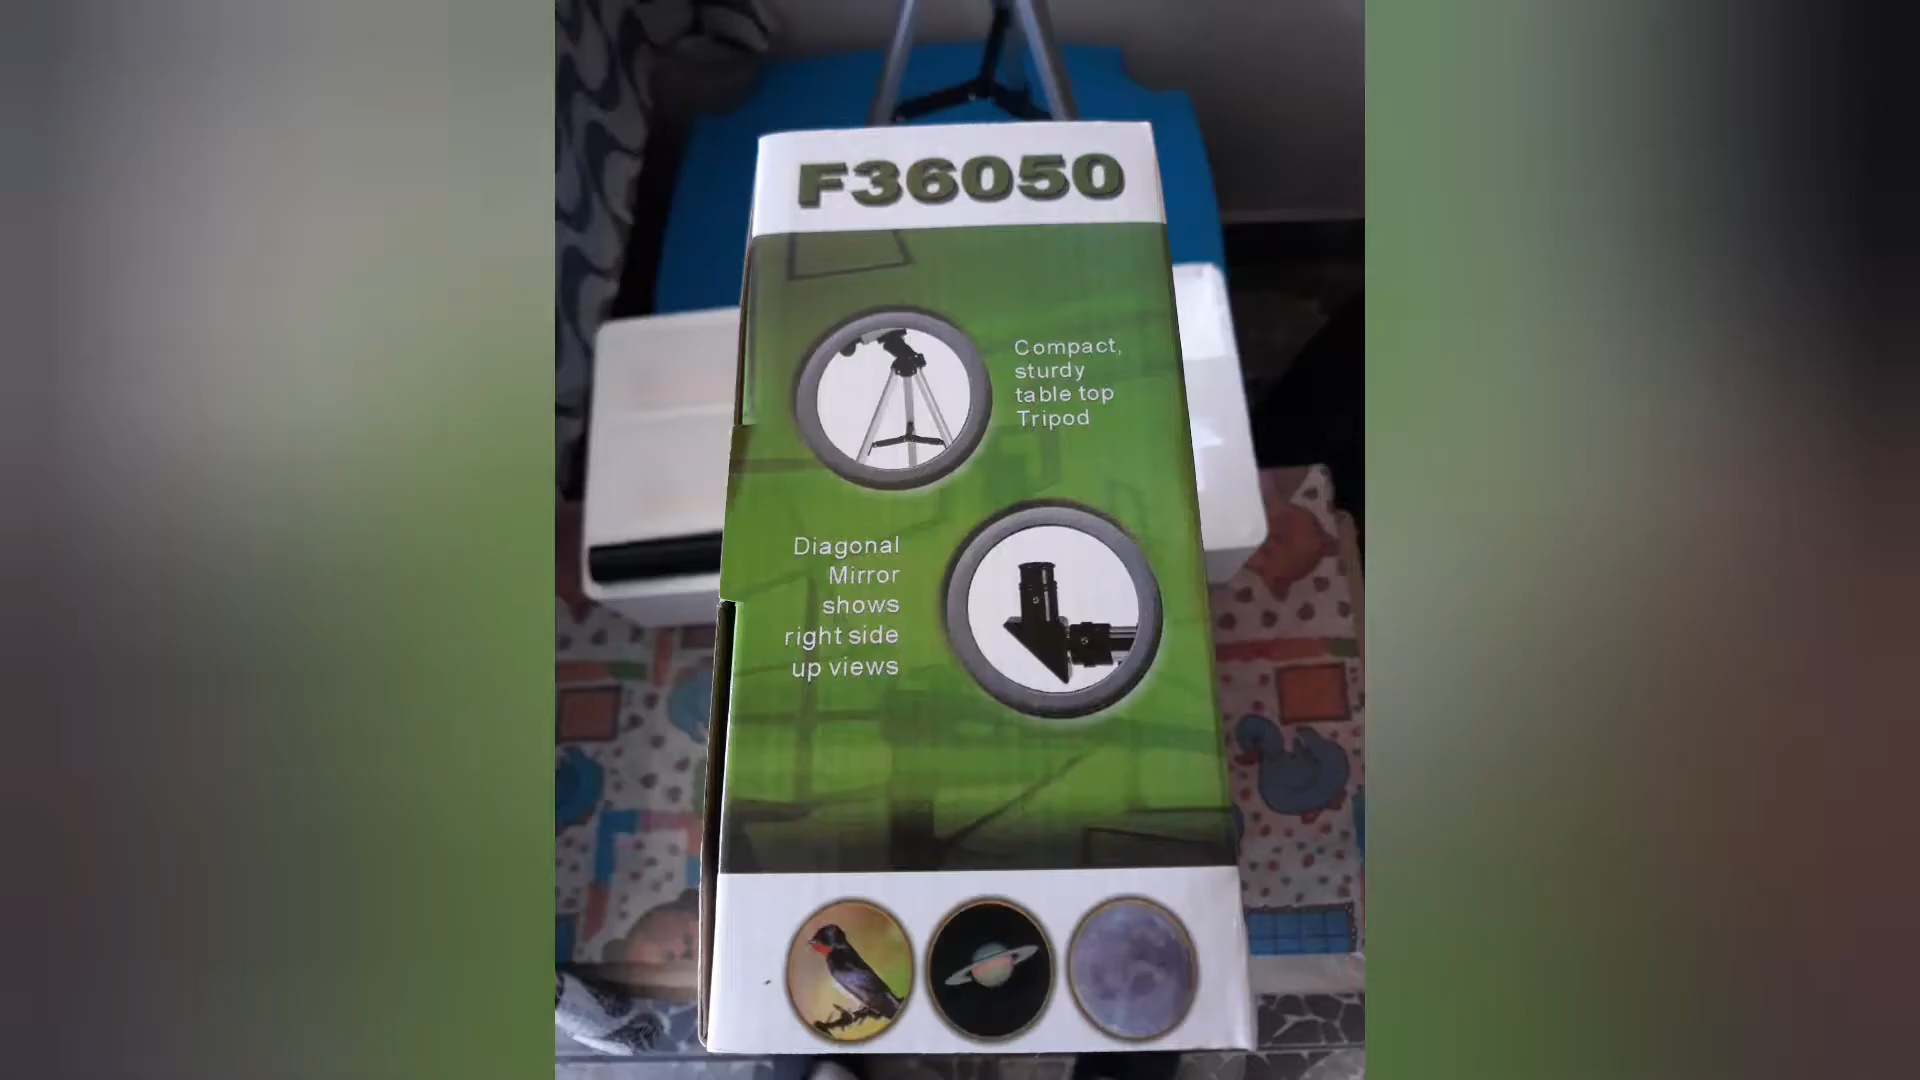 F36050
Compact,
sturdy
table top
Tripod
Diagonal
Mirror
shows
right side
up views